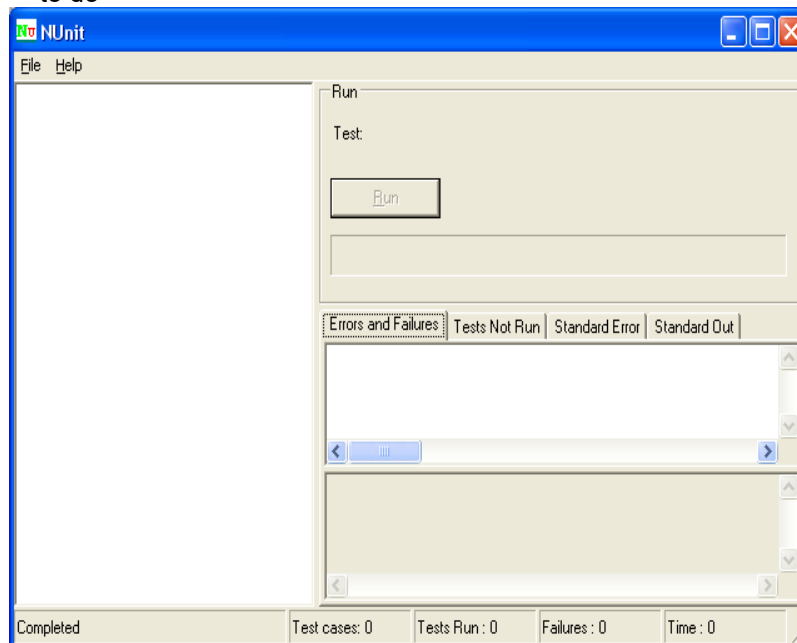 NUnit
File Help
Run
Test:
Run
Errors and Failures Tests Not Run Standard Error Standard Out
Completed Test cases: 0 Tests Run : 0 Failures : 0 Time : 0